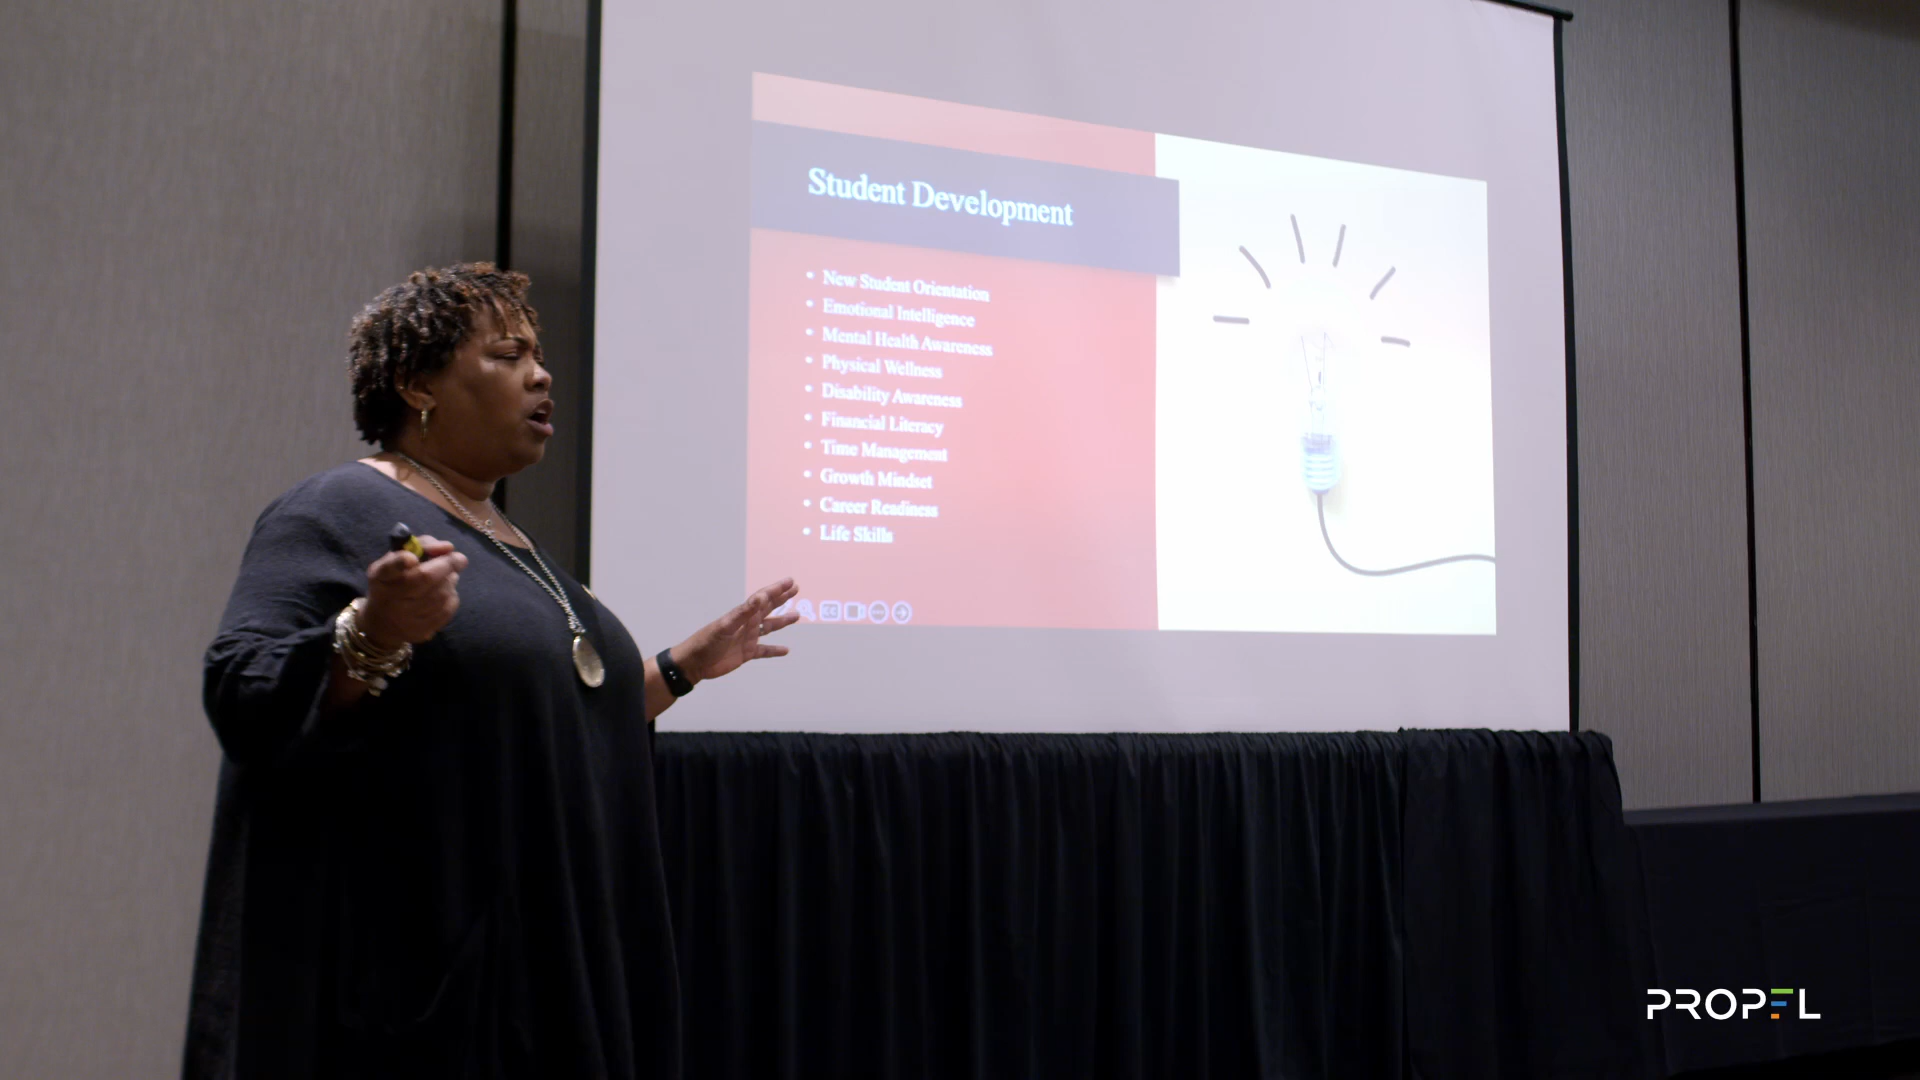 Student Development
• New Student Orientation
• Emotional Intelligence
• Mental Health Awareness
• Physical Wellness
• Disability Awareness
• Financial Literacy
• Time Management
• Growth Mindset
• Career Readiness
• Life Skills
CC
PROPEL